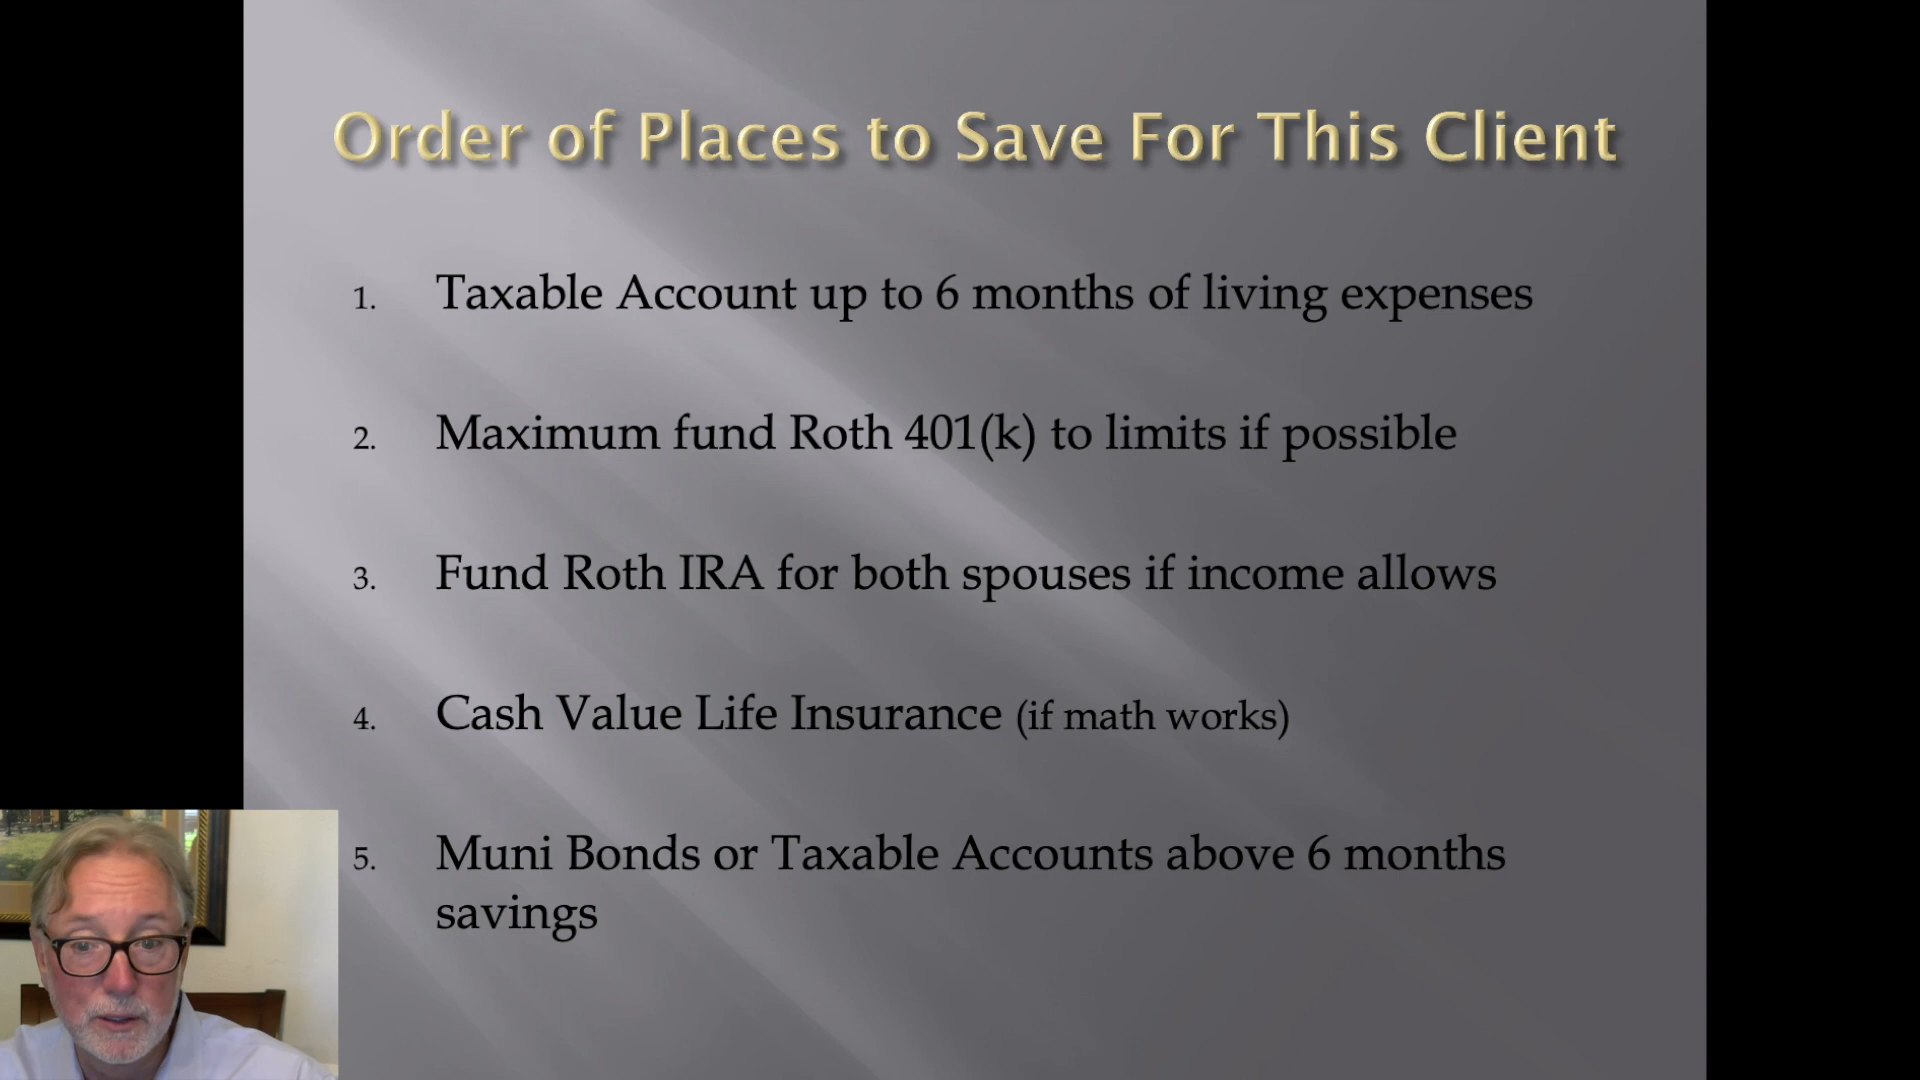 Order of Places to Save For This Client
1. Taxable Account up to 6 months of living expenses
2. Maximum fund Roth 401(k) to limits if possible
3. Fund Roth IRA for both spouses if income allows
4. Cash Value Life Insurance (if math works)
5. Muni Bonds or Taxable Accounts above 6 months
savings